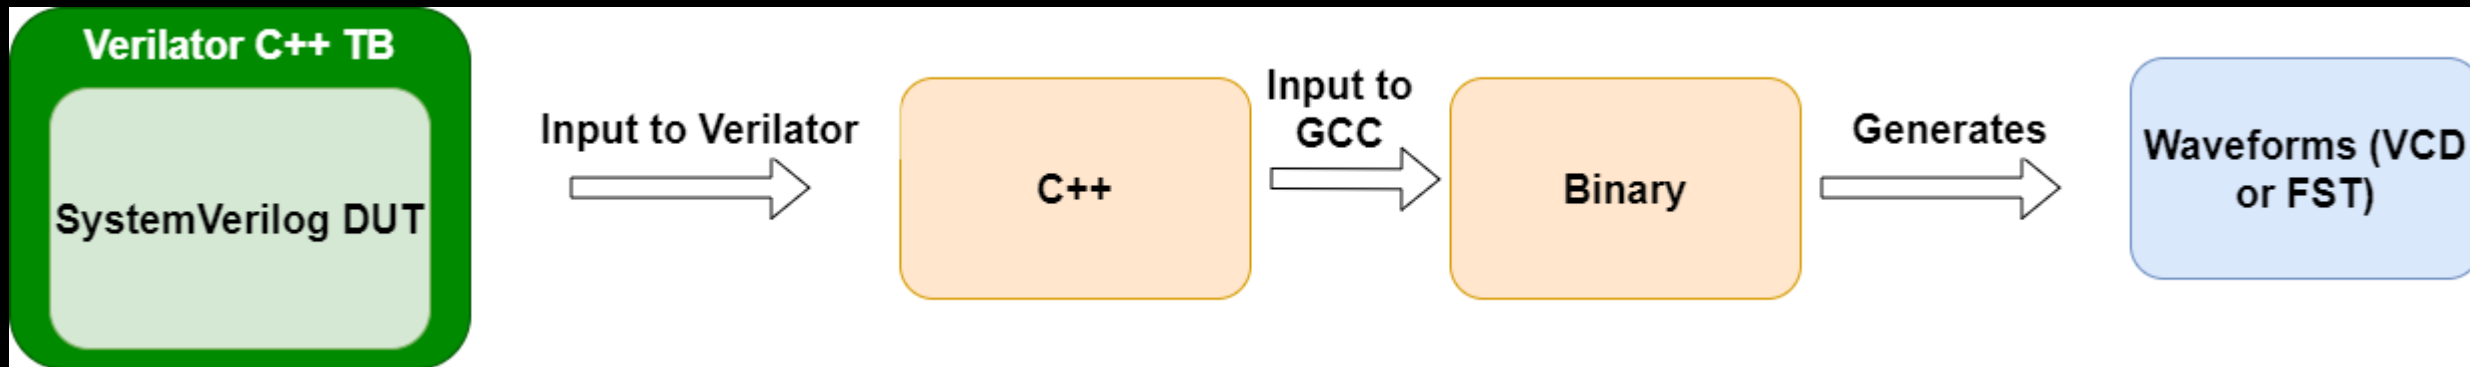 Verilator C++ TB
SystemVerilog DUT
Input to Verilator
C++
Input to
GCC
Binary
Generates
Waveforms (VCD
or FST)